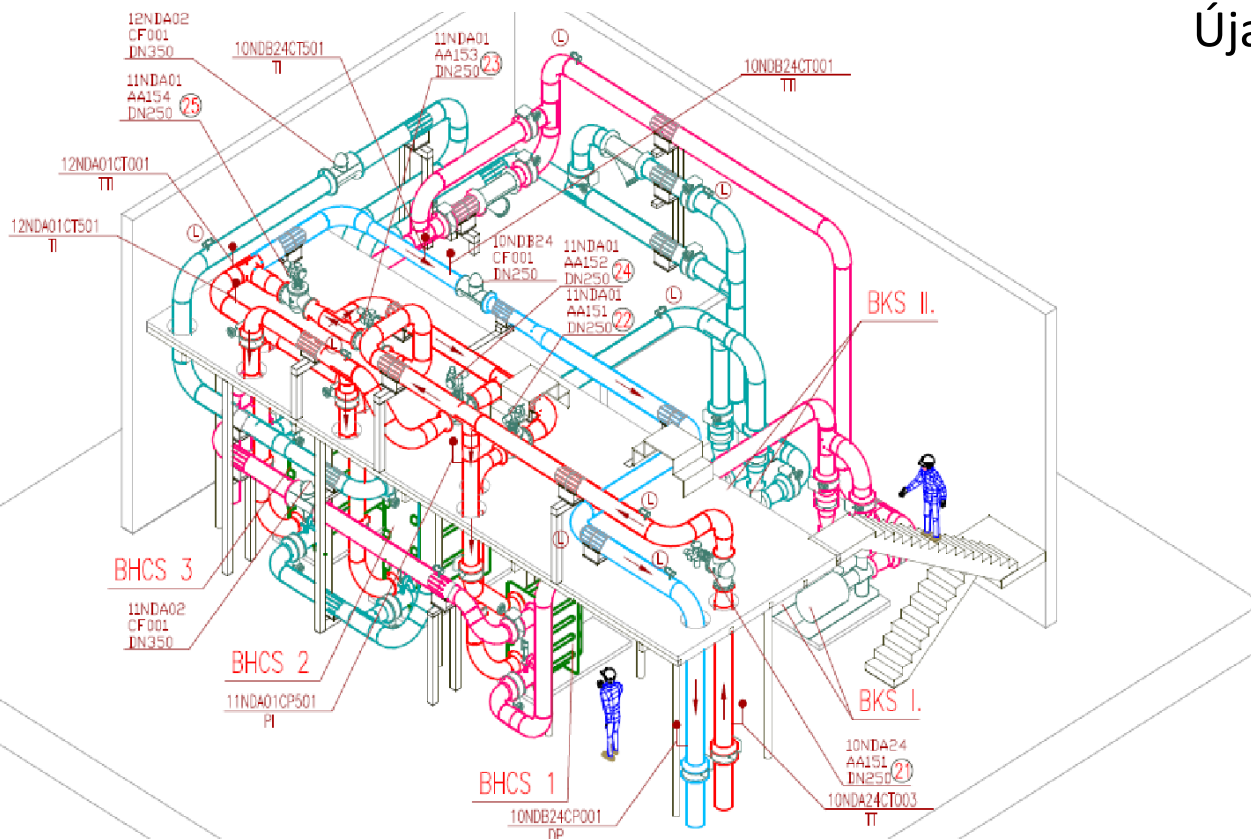 Úja
12NDA02
CF001
DN350
10NDB24CT501
TI
11NDA01
AA153
DN250 23
L
10NDB24CT001
TTI
11NDA01
AA154
DN250 25
12NDA01CT001
TTI
L
12NDA01CT501
TI
L
10NDB24
CF001
DN250
11NDA01
AA152
DN250 24
11NDA01
AA151
DN250 22
L
BKS II.
L
L
L
L
BHCS 3
11NDA02
CF001
DN350
BHCS 2
11NDA01CP501
PI
BKS I.
BHCS 1
10NDA24
AA151
DN250 21
10NDB24CP001
DP
10NDA24CT003
TT